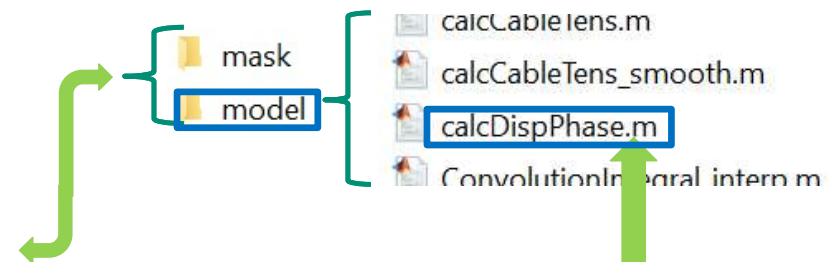 mask
model
calcCableTens.m
calcCableTens_smooth.m
calcDispPhase.m
ConvolutionIntegral_interp.m